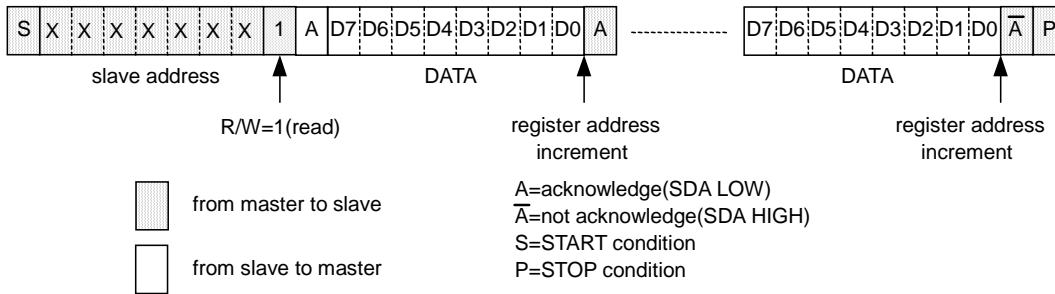 S X X X X X X X 1 A D7 D6 D5 D4 D3 D2 D1 D0 A D7 D6 D5 D4 D3 D2 D1 D0 A̅ P
slave address DATA DATA
R/W=1(read) register address increment register address increment
from master to slave
from slave to master
A=acknowledge(SDA LOW)
A̅=not acknowledge(SDA HIGH)
S=START condition
P=STOP condition